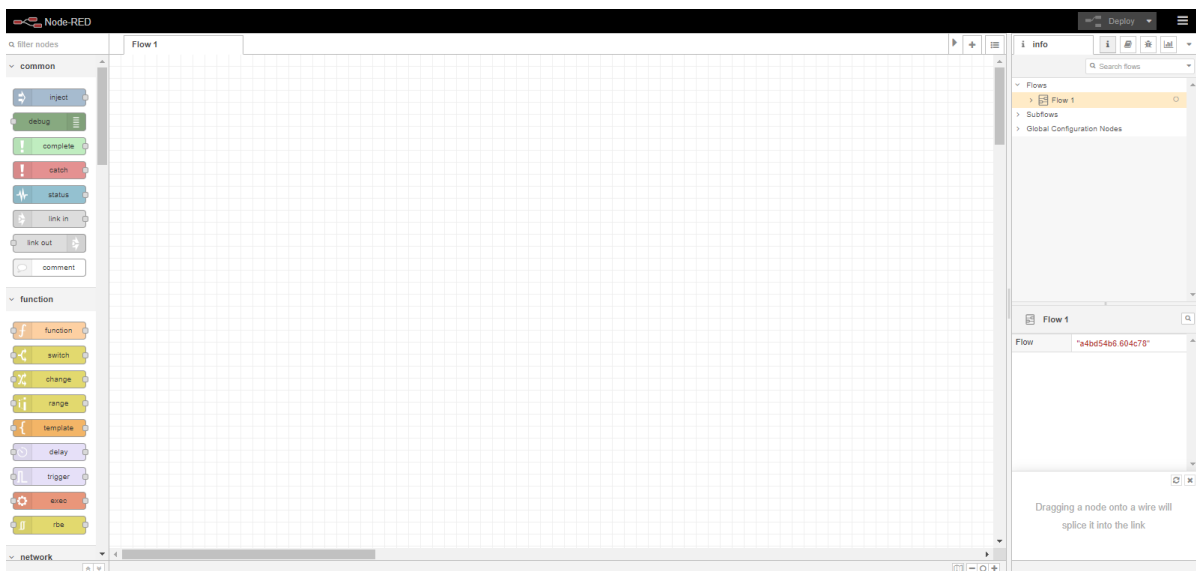 Node-RED
Deploy
filter nodes
Flow 1
info
common
Search flows
inject
debug
complete
catch
status
link in
link out
comment
Flows
Flow 1
Subflows
Global Configuration Nodes
function
function
switch
change
range
template
delay
trigger
exec
rbe
network
Flow 1
Flow "a4bd54b6.604c78"
Dragging a node onto a wire will
splice it into the link